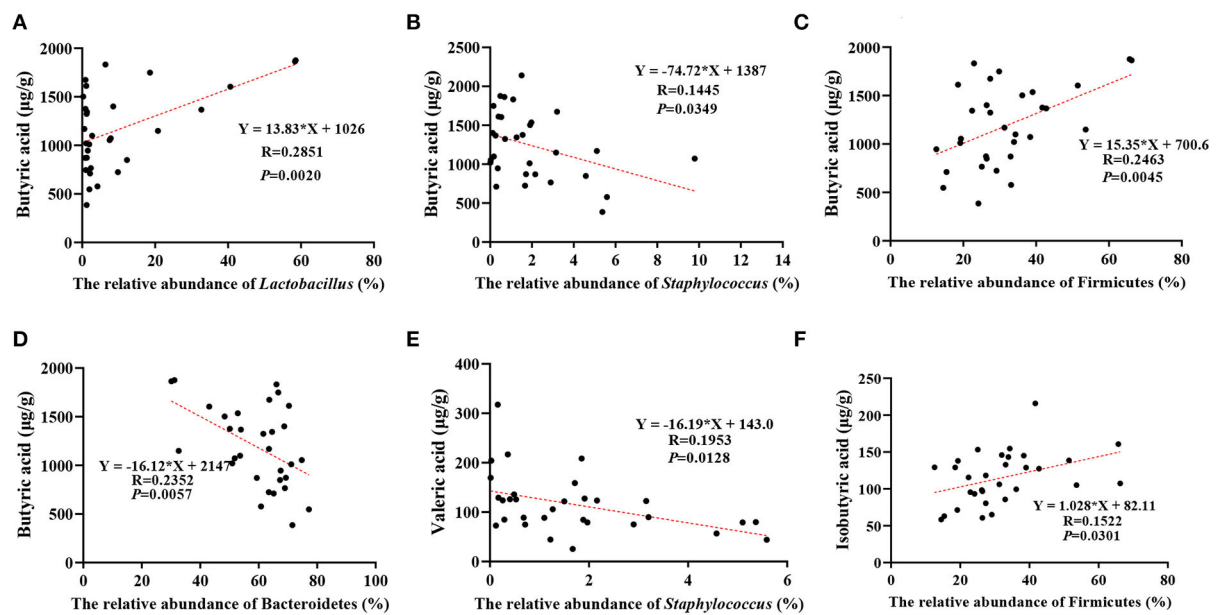 A
Butyric acid (µg/g)
2000
1500
1000
500
0
Y = 13.83*X + 1026
R=0.2851
P=0.0020
0 20 40 60 80
The relative abundance of Lactobacillus (%)
B
Butyric acid (µg/g)
2500
2000
1500
1000
500
0
Y = -74.72*X + 1387
R=0.1445
P=0.0349
0 2 4 6 8 10 12 14
The relative abundance of Staphylococcus (%)
C
Butyric acid (µg/g)
2000
1500
1000
500
0
Y = 15.35*X + 700.6
R=0.2463
P=0.0045
0 20 40 60 80
The relative abundance of Firmicutes (%)
D
Butyric acid (µg/g)
2000
1500
1000
500
0
Y = -16.12*X + 2147
R=0.2352
P=0.0057
0 20 40 60 80 100
The relative abundance of Bacteroidetes (%)
E
Valeric acid (µg/g)
400
300
200
100
0
Y = -16.19*X + 143.0
R=0.1953
P=0.0128
0 2 4 6
The relative abundance of Staphylococcus (%)
F
Isobutyric acid (µg/g)
250
200
150
100
50
0
Y = 1.028*X + 82.11
R=0.1522
P=0.0301
0 20 40 60 80
The relative abundance of Firmicutes (%)